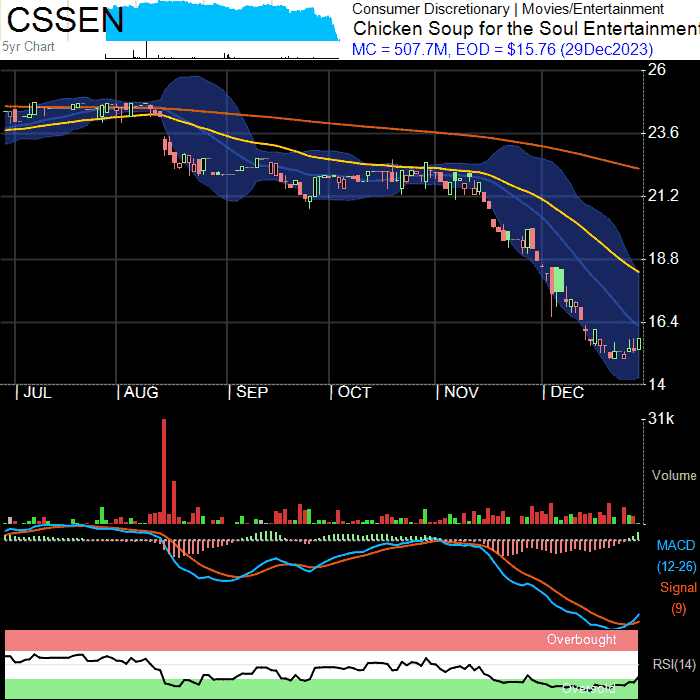 CSSEN
5yr Chart
Consumer Discretionary | Movies/Entertainment
Chicken Soup for the Soul Entertainment
MC = 507.7M, EOD = $15.76 (29Dec2023)
26
23.6
21.2
18.8
16.4
14
| JUL | AUG | SEP | OCT | NOV | DEC
31k
Volume
MACD
(12-26)
Signal
(9)
Overbought
RSI(14)
Oversold